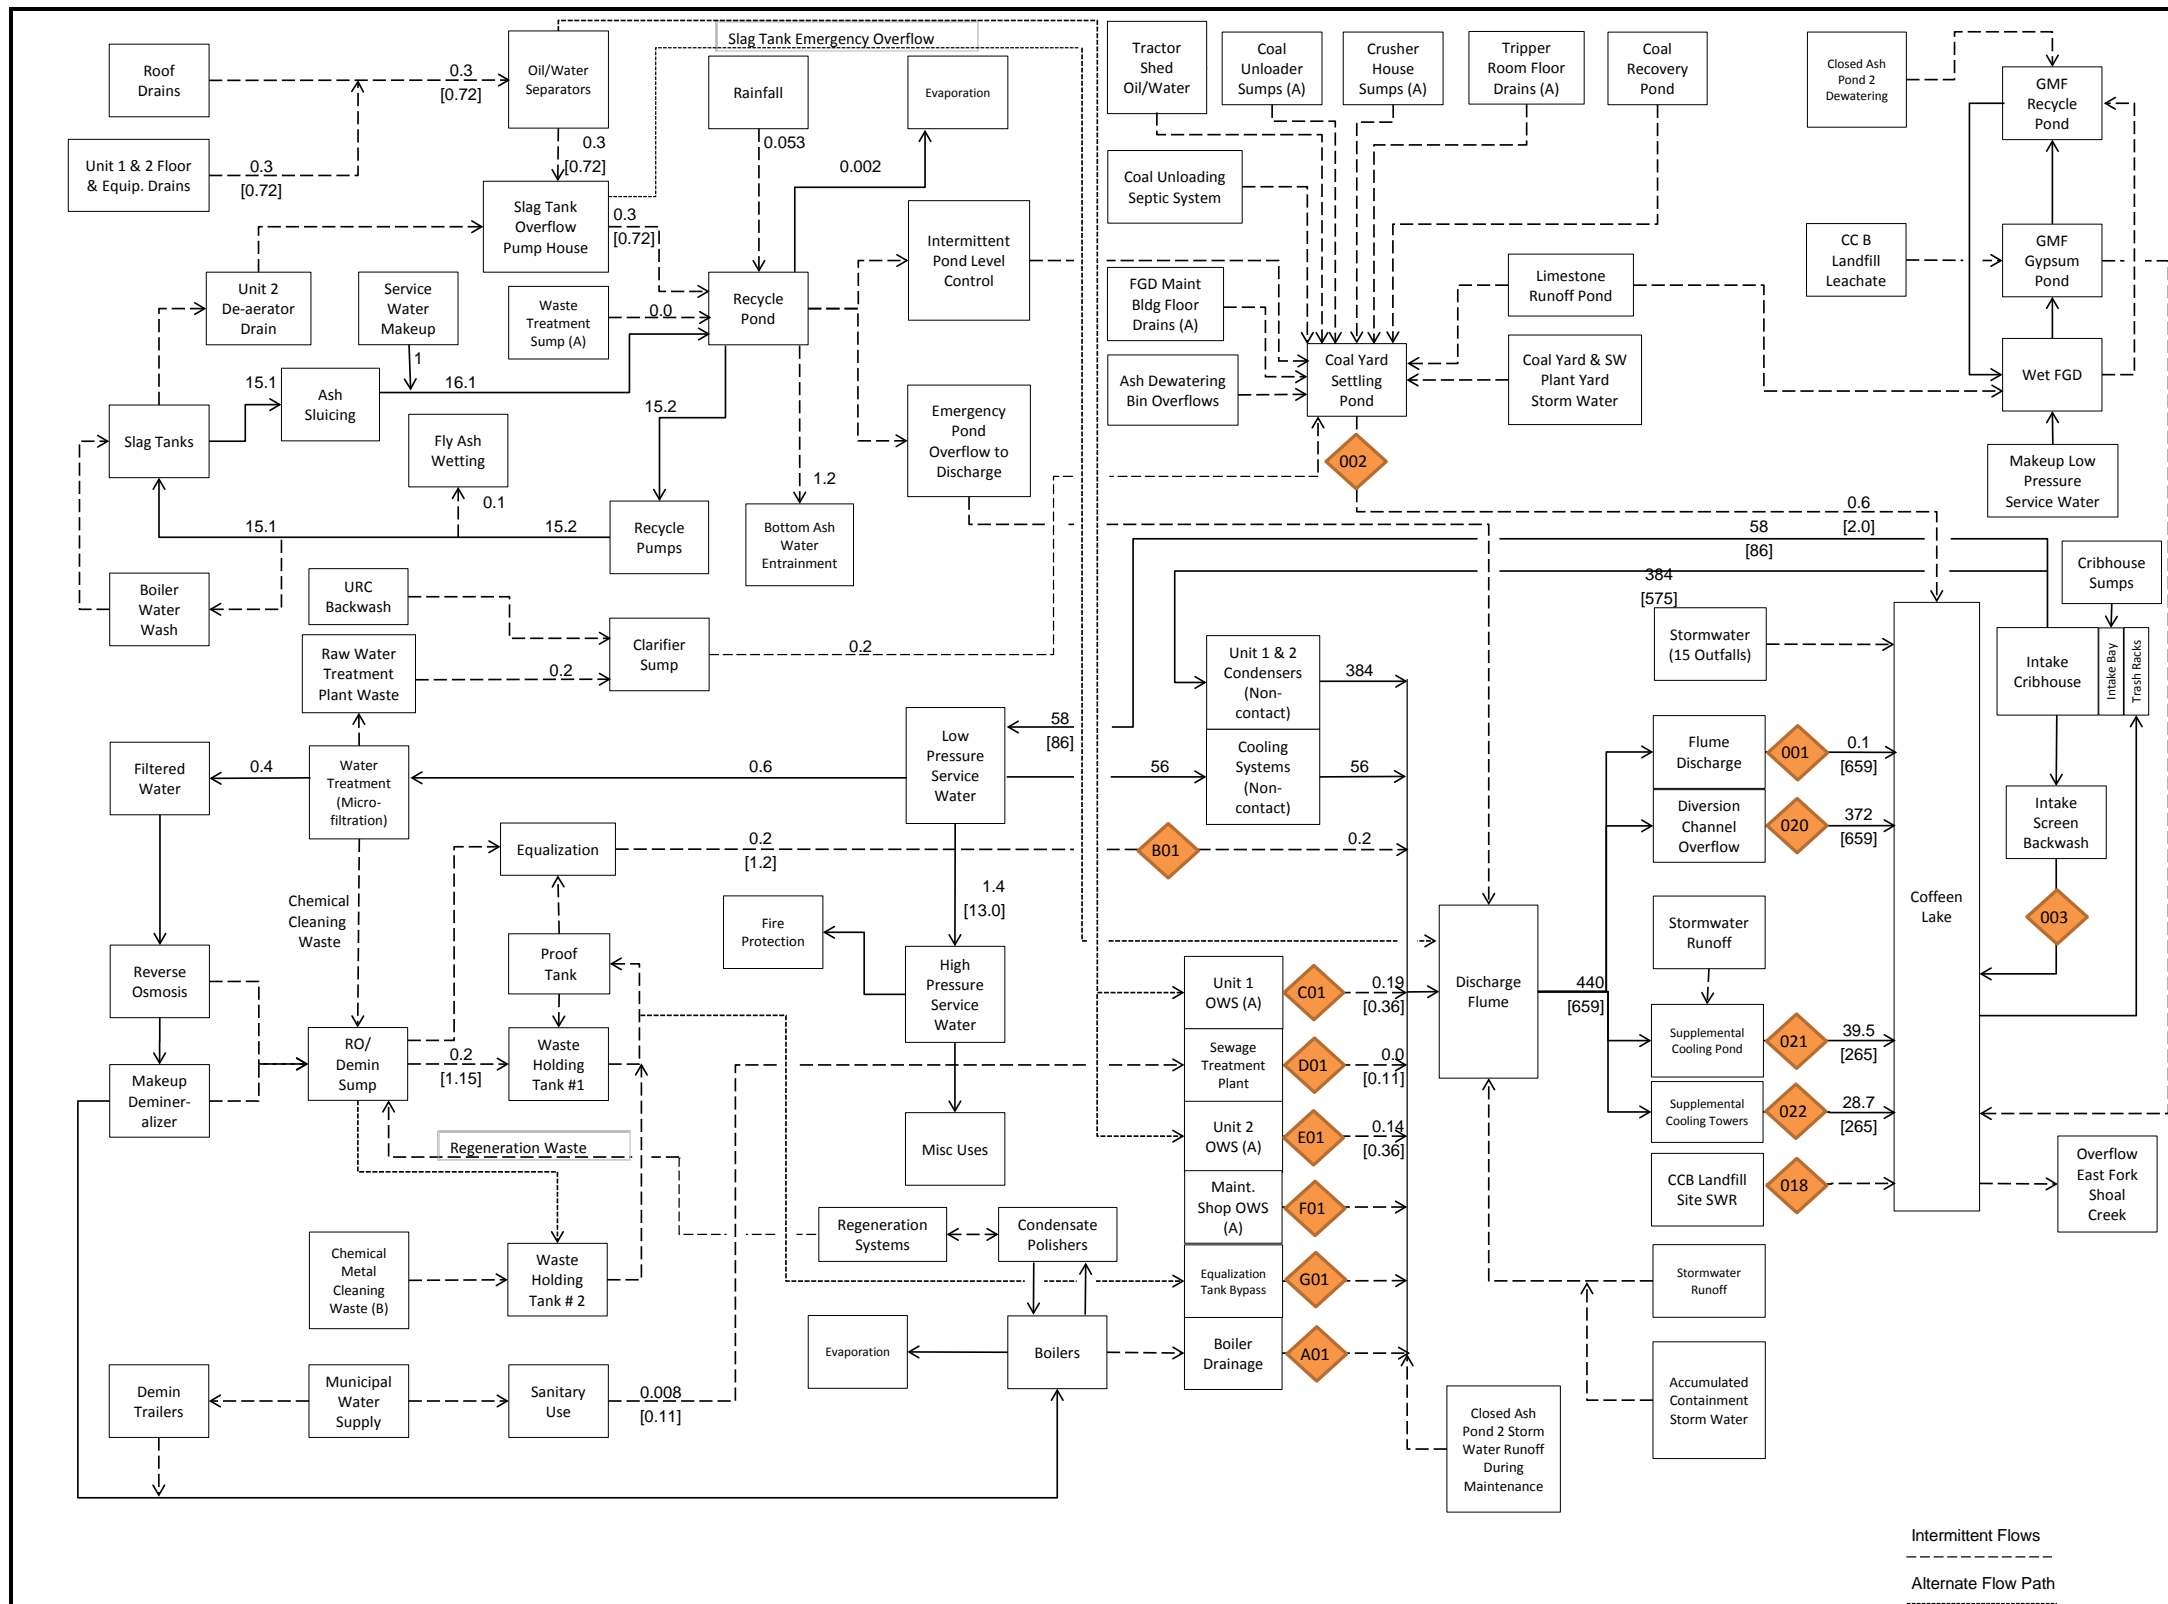 Slag Tank Emergency Overflow
Roof
Drains
0.3
[0.72]
Oil/Water
Separators
Unit 1 & 2 Floor
& Equip. Drains
0.3
[0.72]
0.3
[0.72]
Rainfall
0.053
Evaporation
0.002
Slag Tank
Overflow
Pump House
0.3
[0.72]
Intermittent
Pond Level
Control
Unit 2
De-aerator
Drain
Service
Water
Makeup
1
Waste
Treatment
Sump (A)
0.0
Recycle
Pond
15.1
Ash
Sluicing
16.1
15.2
Emergency
Pond
Overflow to
Discharge
Slag Tanks
Fly Ash
Wetting
0.1
1.2
15.1
15.2
Recycle
Pumps
Bottom Ash
Water
Entrainment
Boiler
Water
Wash
URC
Backwash
Raw Water
Treatment
Plant Waste
0.2
Clarifier
Sump
0.2
Tractor
Shed
Oil/Water
Coal
Unloader
Sumps (A)
Crusher
House
Sumps (A)
Tripper
Room Floor
Drains (A)
Coal
Recovery
Pond
Coal Unloading
Septic System
FGD Maint
Bldg Floor
Drains (A)
Ash Dewatering
Bin Overflows
Coal Yard
Settling
Pond
Limestone
Runoff Pond
Coal Yard & SW
Plant Yard
Storm Water
002
0.6
[2.0]
58
[86]
384
[575]
Closed Ash
Pond 2
Dewatering
GMF
Recycle
Pond
CC B
Landfill
Leachate
GMF
Gypsum
Pond
Wet FGD
Makeup Low
Pressure
Service Water
Cribhouse
Sumps
Stormwater
(15 Outfalls)
Intake
Cribhouse
Intake Bay
Trash Racks
Filtered
Water
0.4
Water
Treatment
(Micro-
filtration)
0.6
Low
Pressure
Service
Water
58
[86]
56
Unit 1 & 2
Condensers
(Non-
contact)
384
Cooling
Systems
(Non-
contact)
56
Flume
Discharge
001
0.1
[659]
Diversion
Channel
Overflow
020
372
[659]
Intake
Screen
Backwash
003
Coffeen
Lake
Equalization
0.2
[1.2]
B01
0.2
Chemical
Cleaning
Waste
1.4
[13.0]
Fire
Protection
High
Pressure
Service
Water
Misc Uses
Proof
Tank
Reverse
Osmosis
RO/
Demin
Sump
0.2
[1.15]
Waste
Holding
Tank #1
Makeup
Deminer-
alizer
Regeneration Waste
Unit 1
OWS (A)
C01
0.19
[0.36]
Sewage
Treatment
Plant
D01
0.0
[0.11]
Unit 2
OWS (A)
E01
0.14
[0.36]
Maint.
Shop OWS
(A)
F01
Equalization
Tank Bypass
G01
Boiler
Drainage
A01
Discharge
Flume
440
[659]
Stormwater
Runoff
Supplemental
Cooling Pond
021
39.5
[265]
Supplemental
Cooling Towers
022
28.7
[265]
CCB Landfill
Site SWR
018
Overflow
East Fork
Shoal
Creek
Chemical
Metal
Cleaning
Waste (B)
Waste
Holding
Tank # 2
Regeneration
Systems
Condensate
Polishers
Evaporation
Boilers
Stormwater
Runoff
Demin
Trailers
Municipal
Water
Supply
Sanitary
Use
0.008
[0.11]
Closed Ash
Pond 2 Storm
Water Runoff
During
Maintenance
Accumulated
Containment
Storm Water
Intermittent Flows
Alternate Flow Path